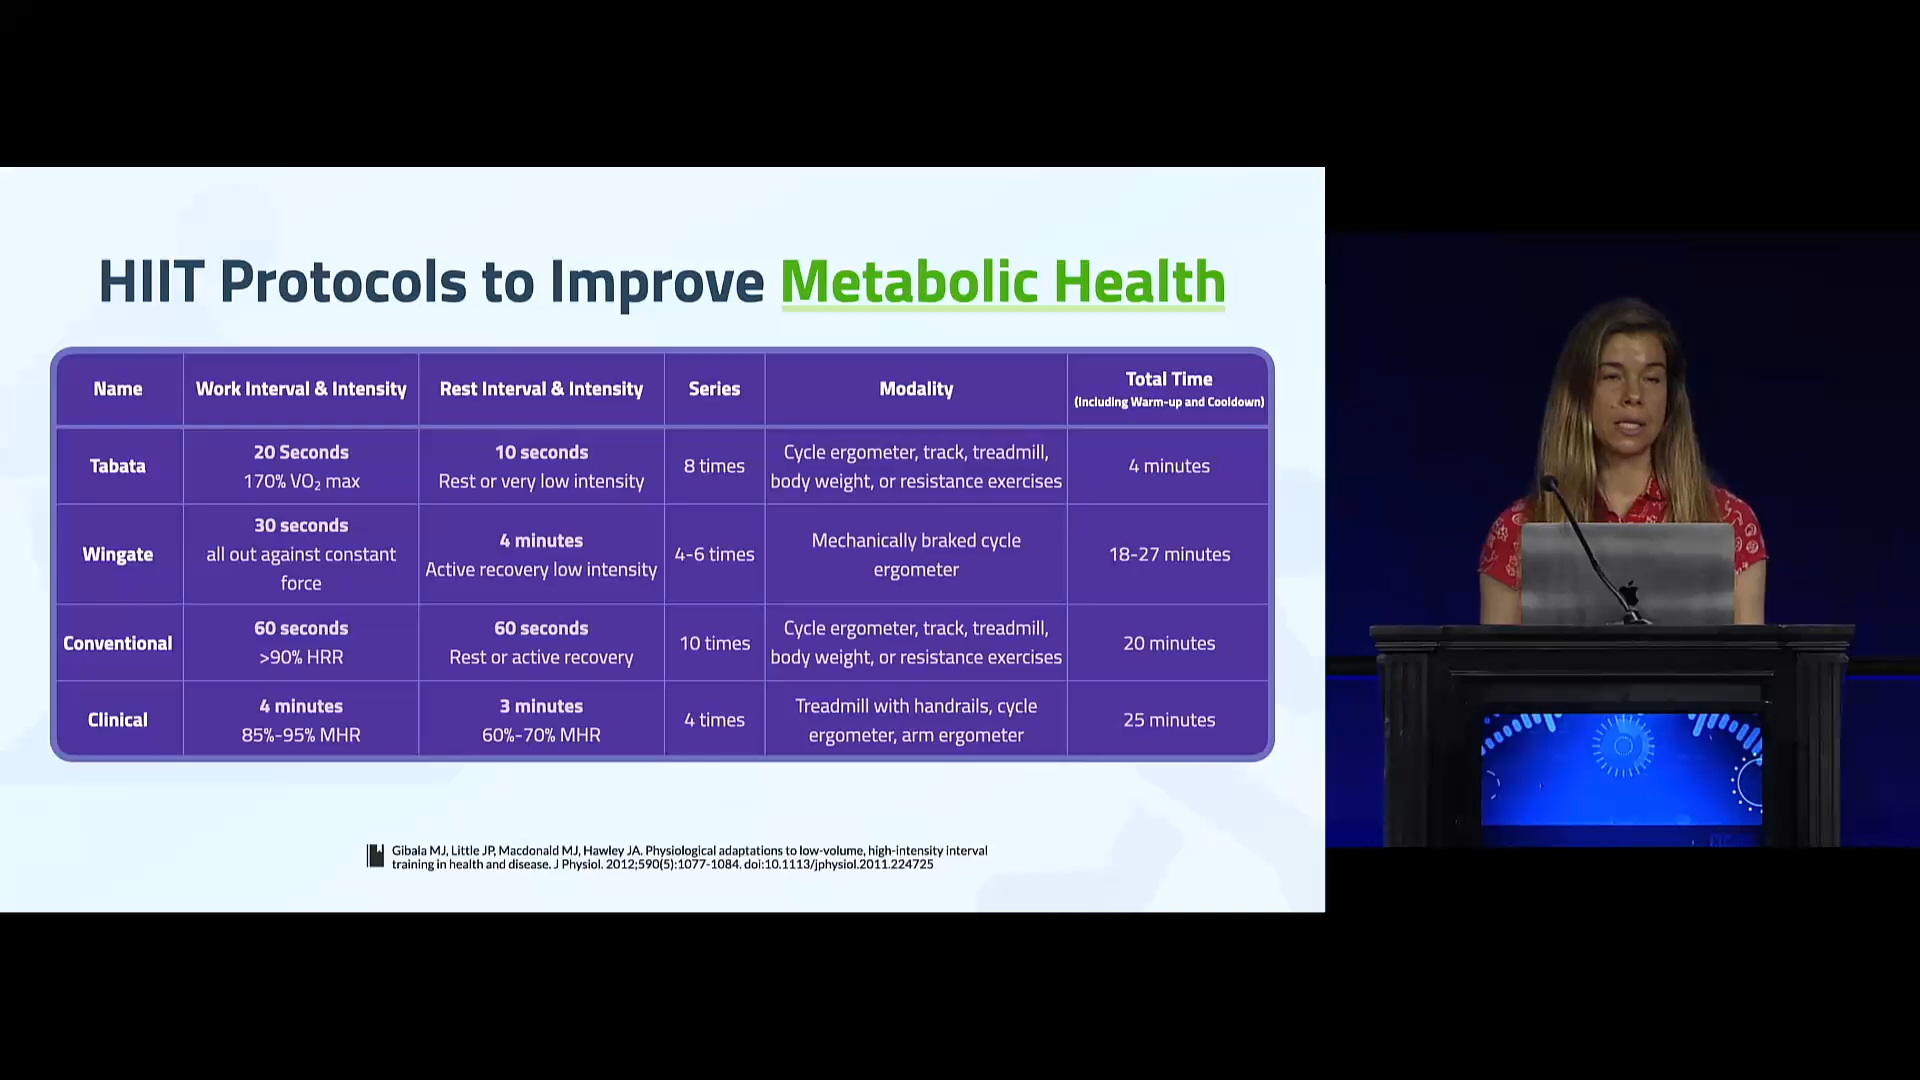 HIIT Protocols to Improve Metabolic Health
Name
Work Interval & Intensity
Rest Interval & Intensity
Series
Modality
Total Time
(Including Warm-up and Cooldown)
Tabata
20 Seconds
170% VO₂ max
10 seconds
Rest or very low intensity
8 times
Cycle ergometer, track, treadmill,
body weight, or resistance exercises
4 minutes
Wingate
30 seconds
all out against constant
force
4 minutes
Active recovery low intensity
4-6 times
Mechanically braked cycle
ergometer
18-27 minutes
Conventional
60 seconds
>90% HRR
60 seconds
Rest or active recovery
10 times
Cycle ergometer, track, treadmill,
body weight, or resistance exercises
20 minutes
Clinical
4 minutes
85%-95% MHR
3 minutes
60%-70% MHR
4 times
Treadmill with handrails, cycle
ergometer, arm ergometer
25 minutes
Gibala MJ, Little JP, Macdonald MJ, Hawley JA. Physiological adaptations to low-volume, high-intensity interval
training in health and disease. J Physiol. 2012;590(5):1077-1084. doi:10.1113/jphysiol.2011.224725